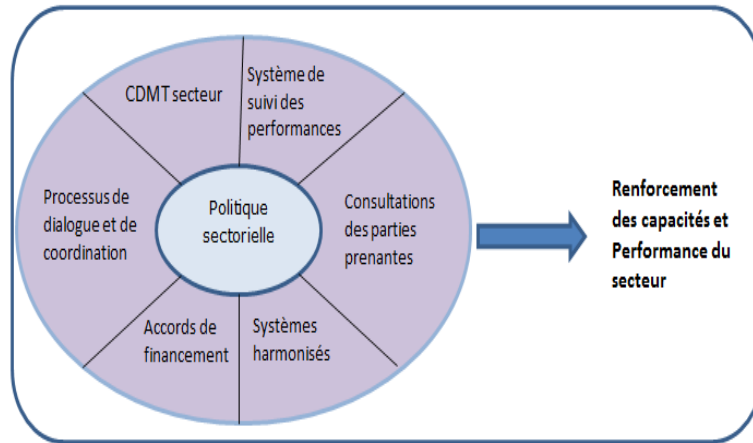 CDMT secteur
Système de
suivi des
performances
Processus de
dialogue et de
coordination
Politique
sectorielle
Consultations
des parties
prenantes
Accords de
financement
Systèmes
harmonisés
Renforcement
des capacités et
Performance du
secteur